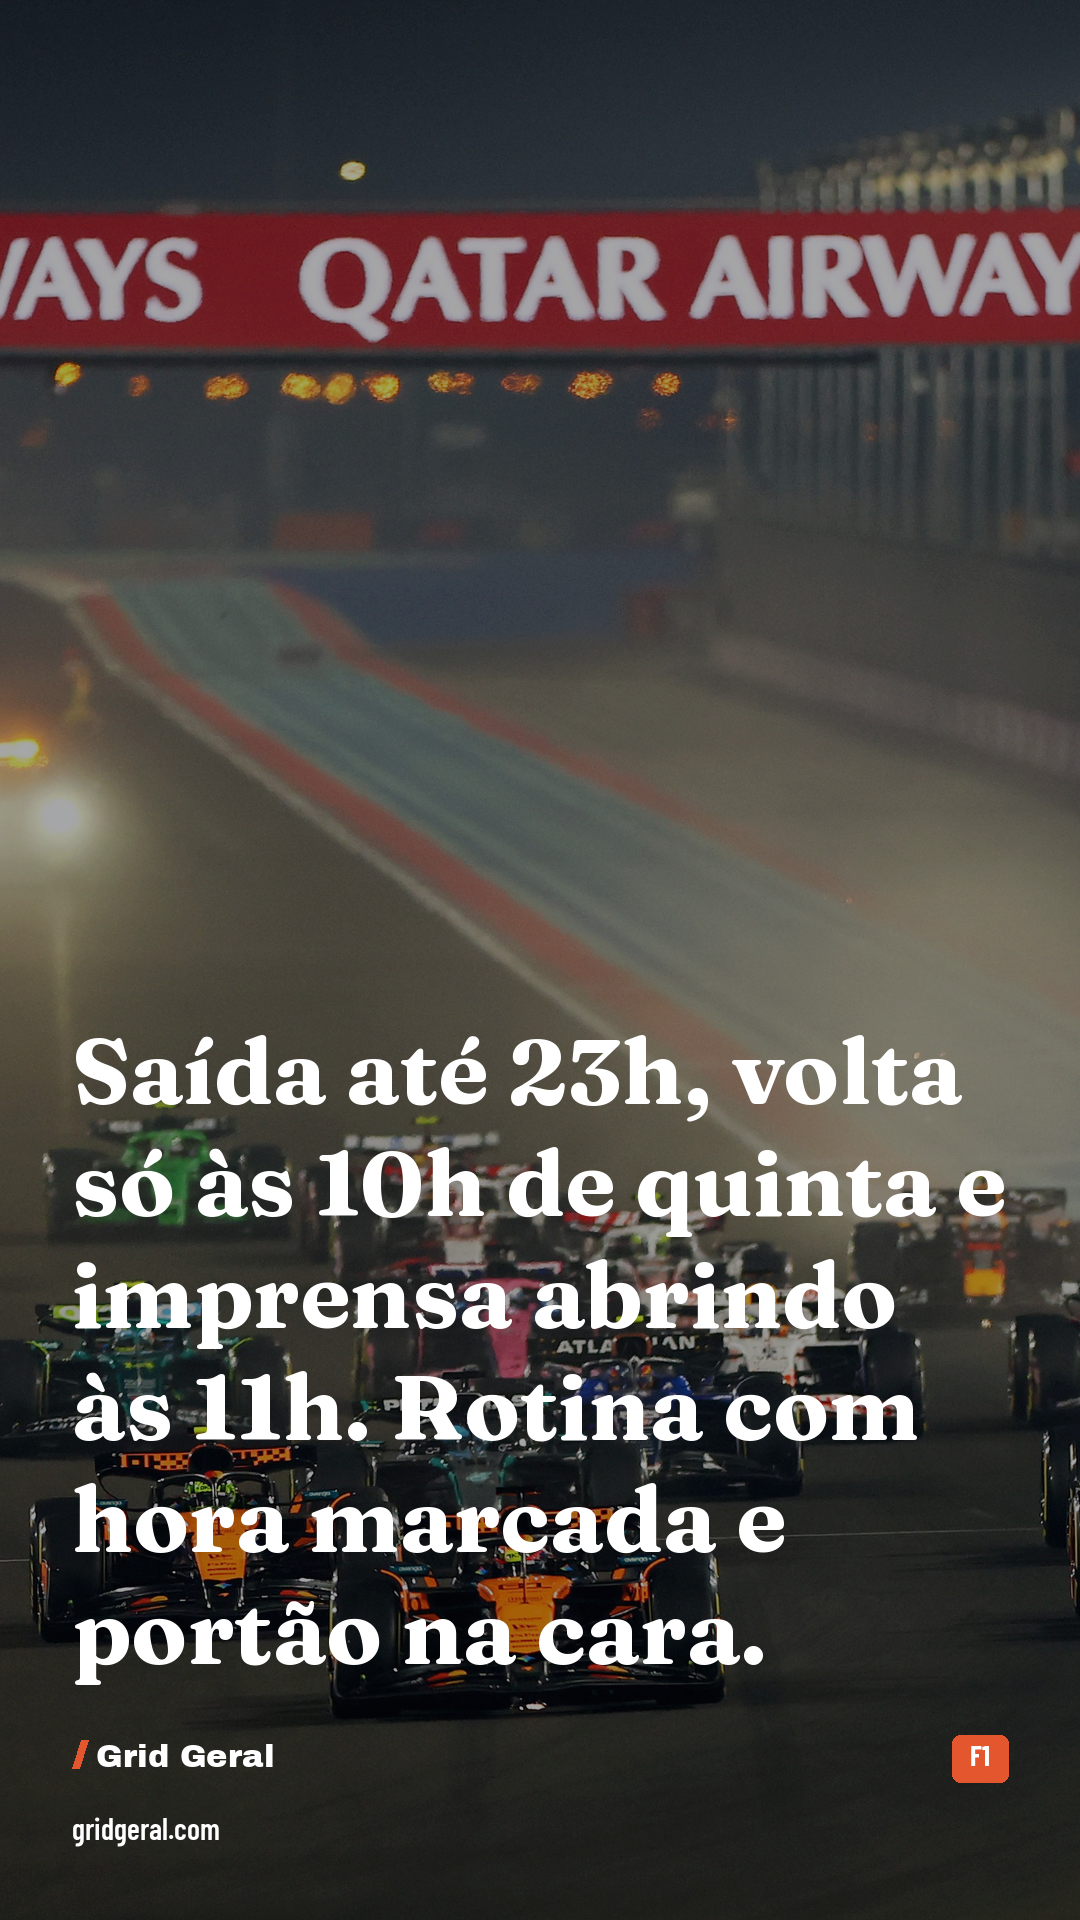 WAYS QATAR AIRWAY
Saída até 23h, volta
só às 10h de quinta e
imprensa abrindo
às 11h. Rotina com
hora marcada e
portão na cara.
/ Grid Geral
F1
gridgeral.com